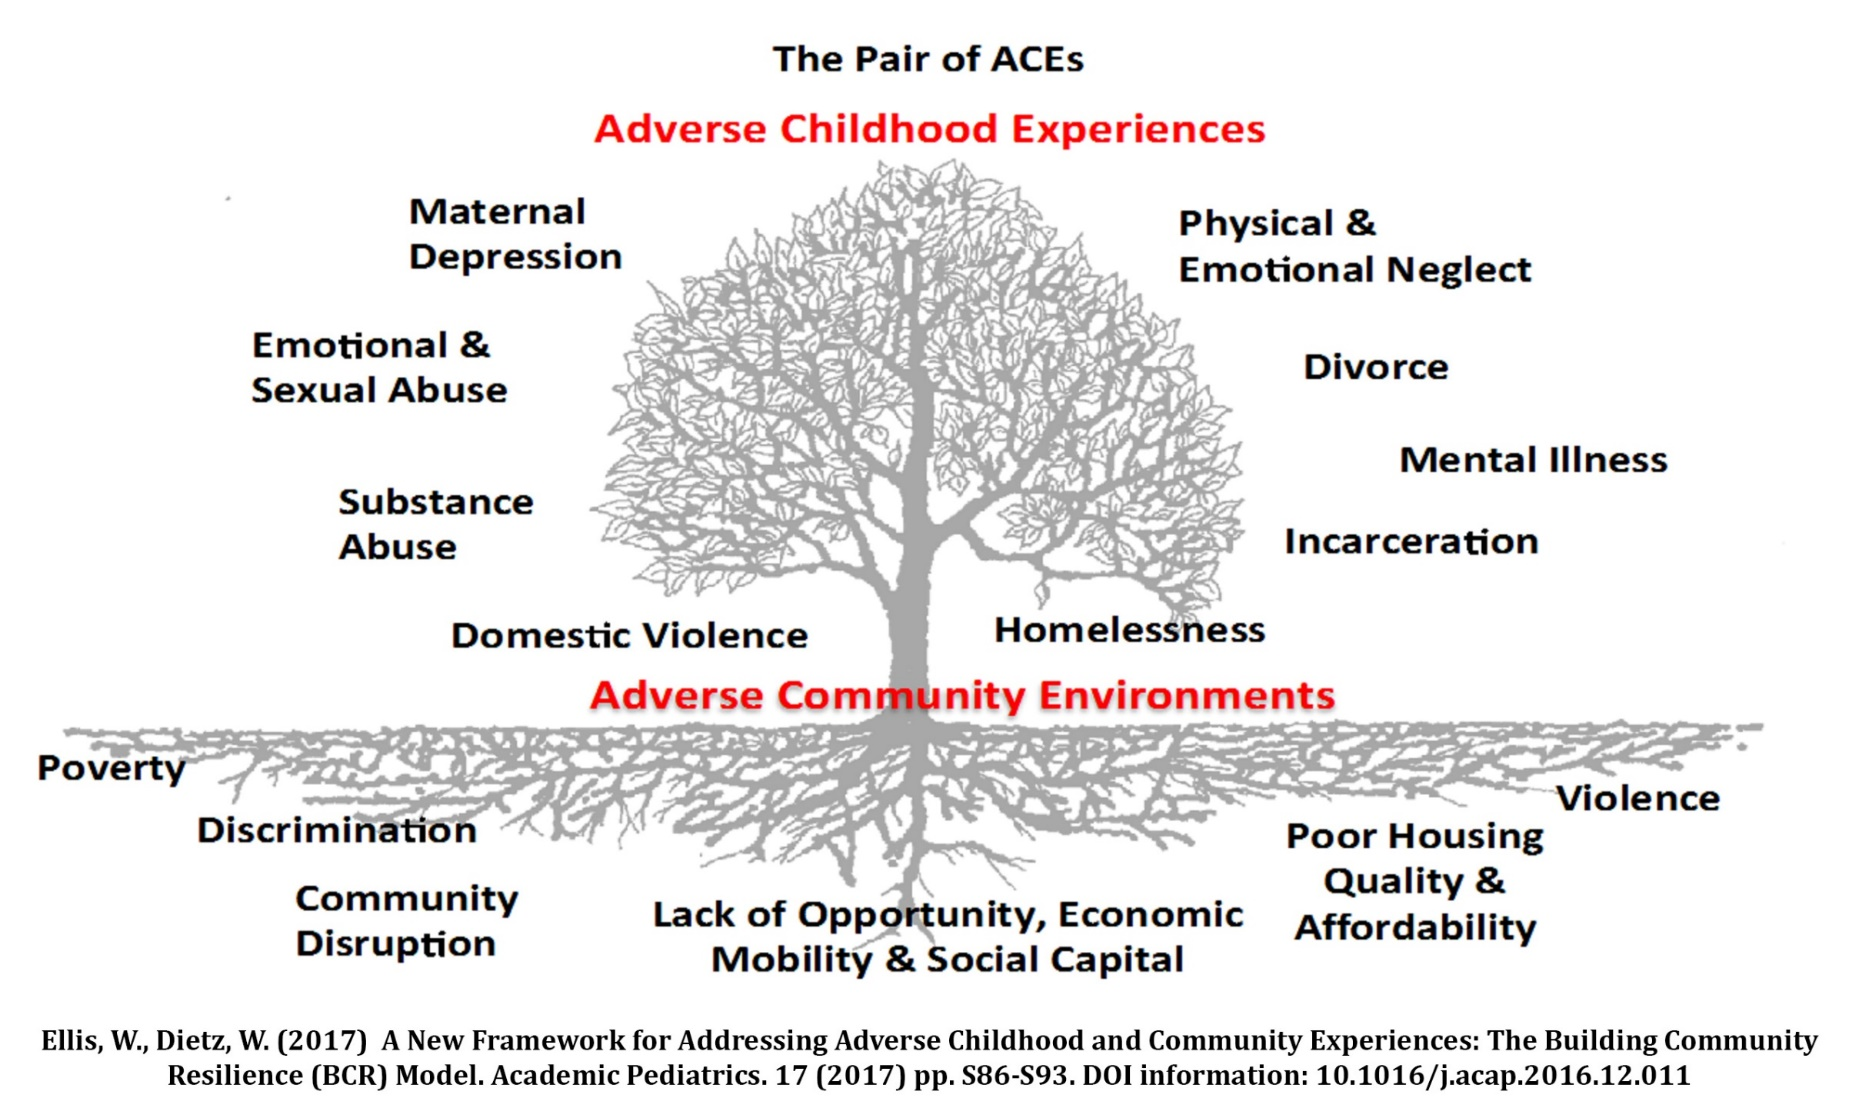 The Pair of ACEs
Adverse Childhood Experiences
Maternal
Depression
Physical &
Emotional Neglect
Emotional &
Sexual Abuse
Divorce
Mental Illness
Substance
Abuse
Incarceration
Domestic Violence
Homelessness
Adverse Community Environments
Poverty
Violence
Discrimination
Poor Housing
Quality &
Affordability
Community
Disruption
Lack of Opportunity, Economic
Mobility & Social Capital
Ellis, W., Dietz, W. (2017)  A New Framework for Addressing Adverse Childhood and Community Experiences: The Building Community
Resilience (BCR) Model. Academic Pediatrics. 17 (2017) pp. S86-S93. DOI information: 10.1016/j.acap.2016.12.011